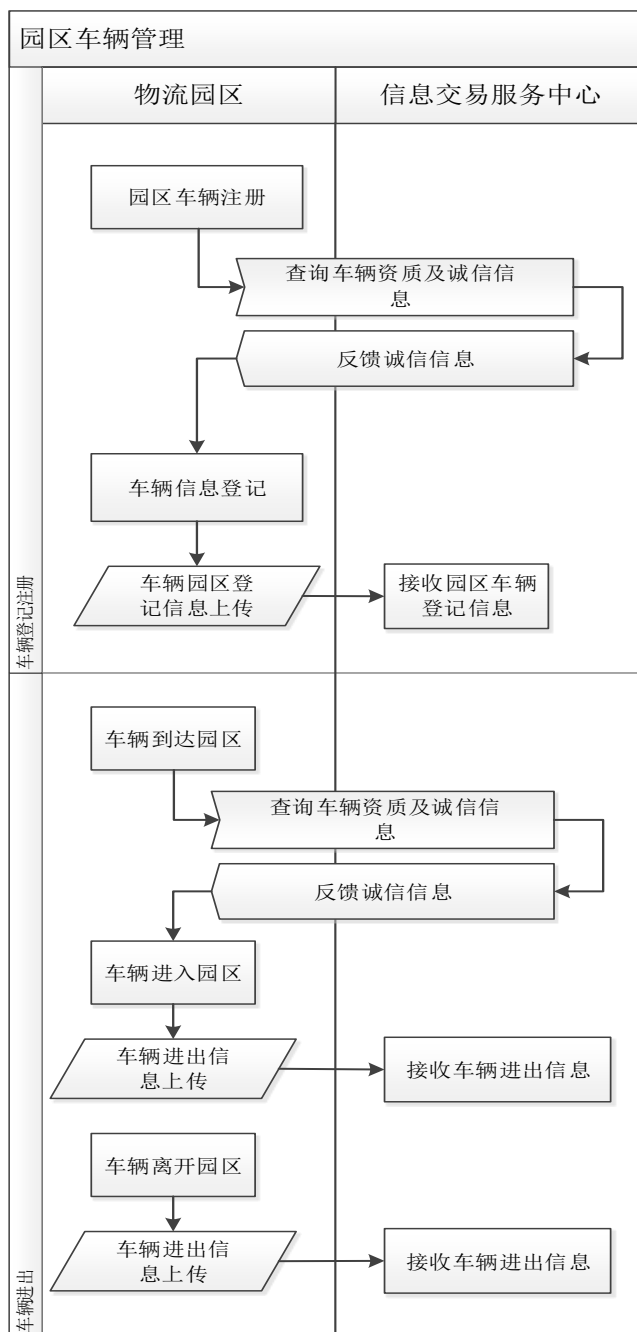 园区车辆管理
物流园区
信息交易服务中心
车辆登记注册
园区车辆注册
查询车辆资质及诚信信
息
反馈诚信信息
车辆信息登记
车辆园区登
记信息上传
接收园区车辆
登记信息
车辆进出
车辆到达园区
查询车辆资质及诚信信
息
反馈诚信信息
车辆进入园区
车辆进出信
息上传
接收车辆进出信息
车辆离开园区
车辆进出信
息上传
接收车辆进出信息